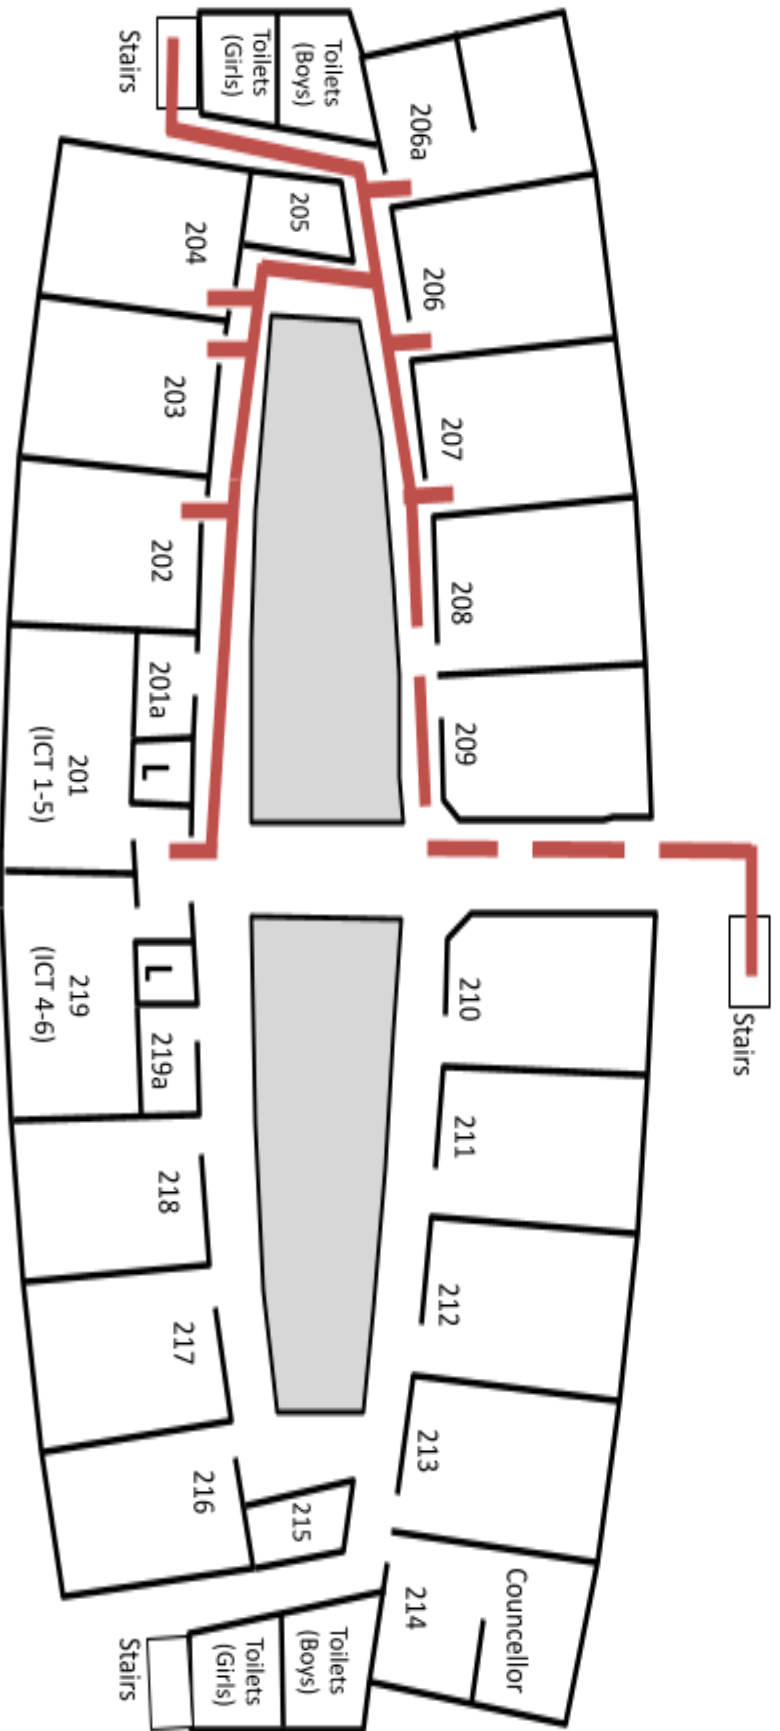 Stairs
Councellor
206a
206
207
208
209
210
211
212
213
214
Toilets
(Boys)
Toilets
(Boys)
205
215
Toilets
(Girls)
Toilets
(Girls)
204
203
202
201a
L
L
219a
218
217
216
Stairs
Stairs
201
(ICT 1-5)
219
(ICT 4-6)